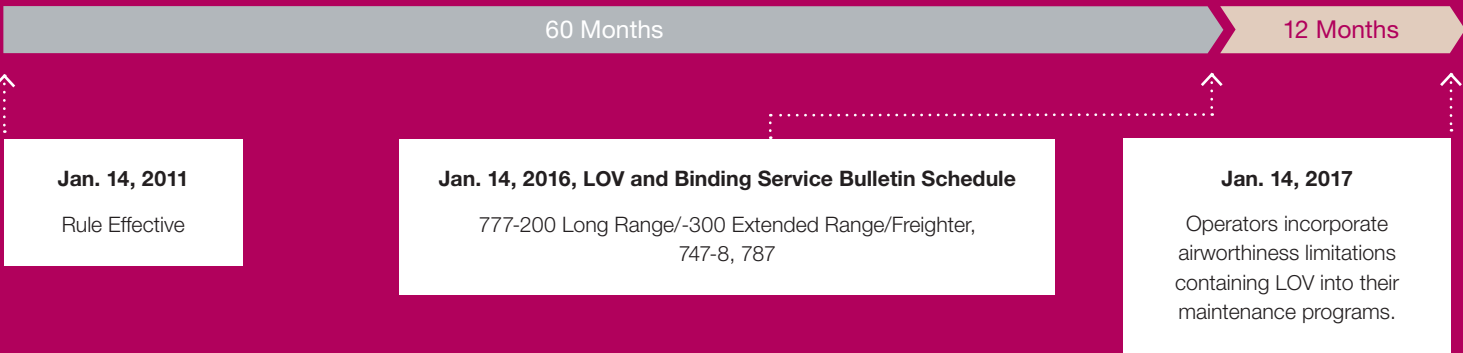 60 Months
12 Months
Jan. 14, 2011
Rule Effective
Jan. 14, 2016, LOV and Binding Service Bulletin Schedule
777-200 Long Range/-300 Extended Range/Freighter,
747-8, 787
Jan. 14, 2017
Operators incorporate
airworthiness limitations
containing LOV into their
maintenance programs.